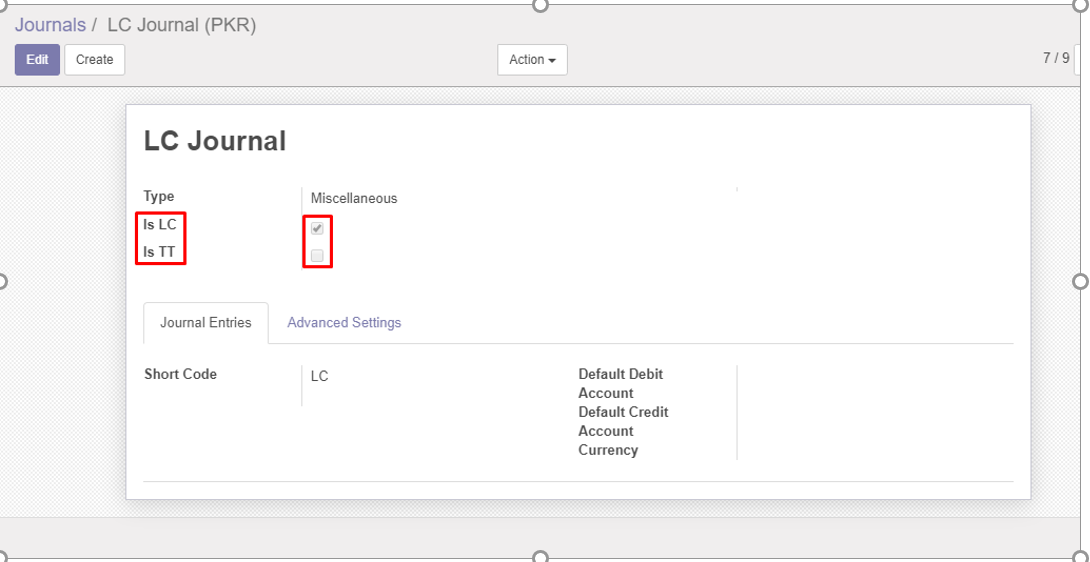 Journals / LC Journal (PKR)
Edit Create Action 7 / 9
LC Journal
Type Miscellaneous
Is LC
Is TT
Journal Entries Advanced Settings
Short Code LC
Default Debit
Account
Default Credit
Account
Currency